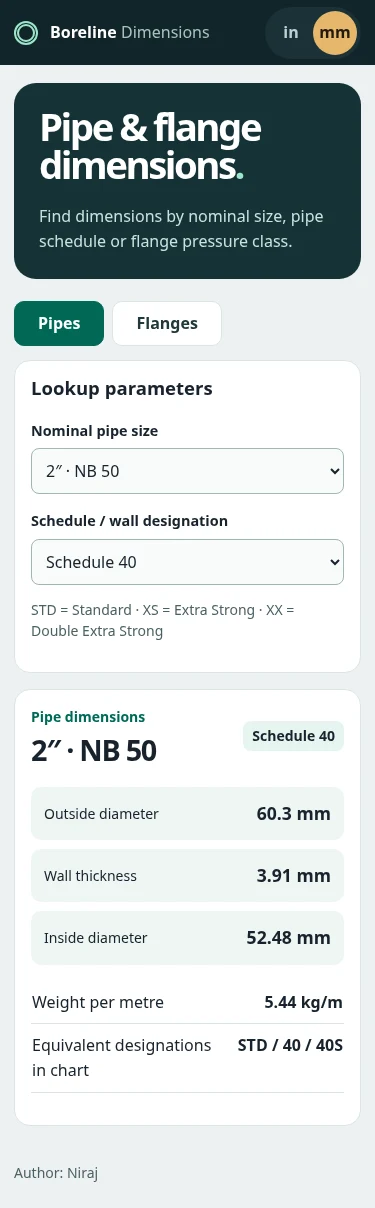 Boreline Dimensions
in
mm
Pipe & flange
dimensions.
Find dimensions by nominal size, pipe
schedule or flange pressure class.
Pipes
Flanges
Lookup parameters
Nominal pipe size
2″ · NB 50
Schedule / wall designation
Schedule 40
STD = Standard · XS = Extra Strong · XX =
Double Extra Strong
Pipe dimensions
2″ · NB 50
Schedule 40
Outside diameter
60.3 mm
Wall thickness
3.91 mm
Inside diameter
52.48 mm
Weight per metre
5.44 kg/m
Equivalent designations
in chart
STD / 40 / 40S
Author: Niraj